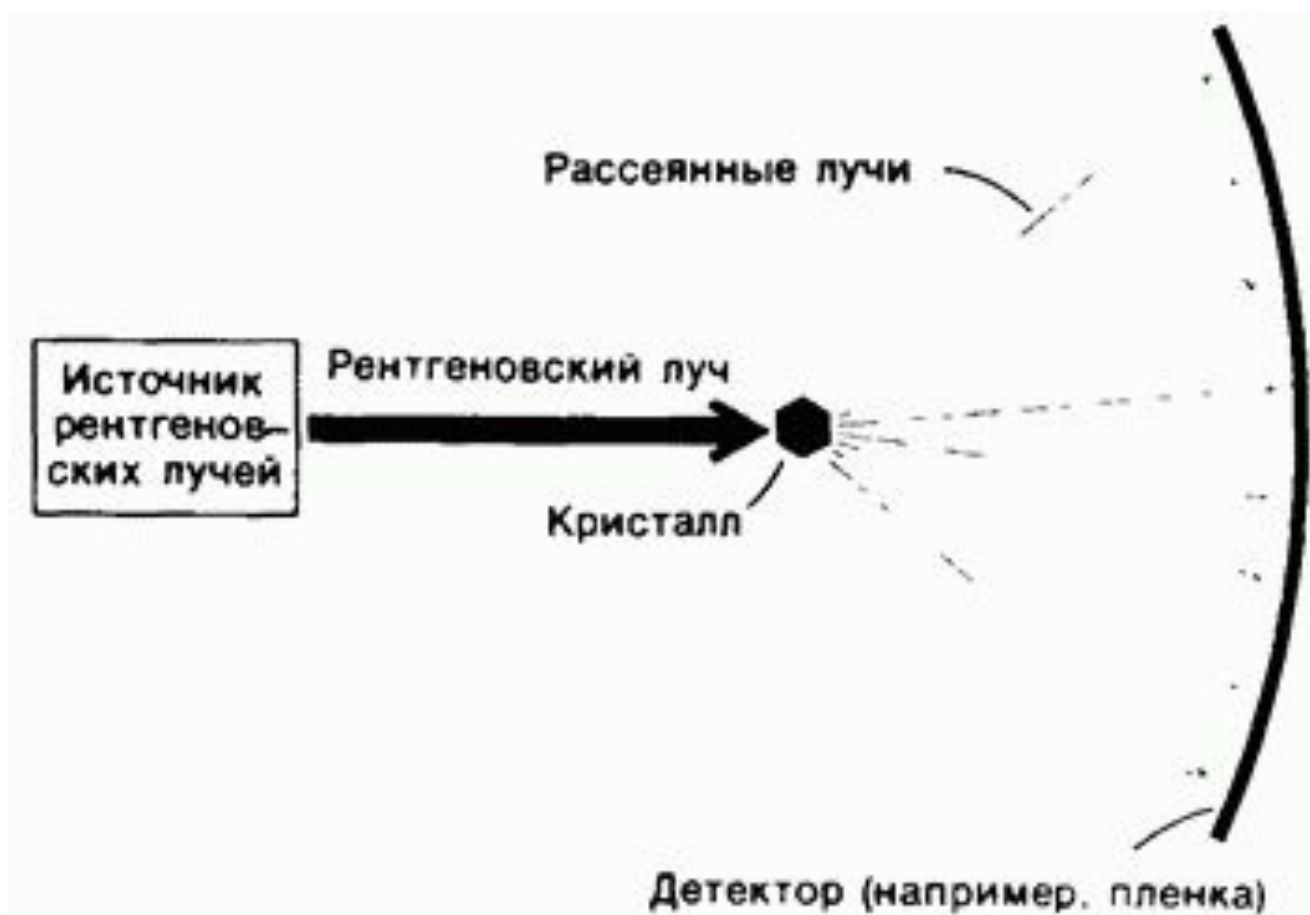 Рассеянные лучи
Источник
рентгенов-
ских лучей
Рентгеновский луч
Кристалл
Детектор (например, пленка)